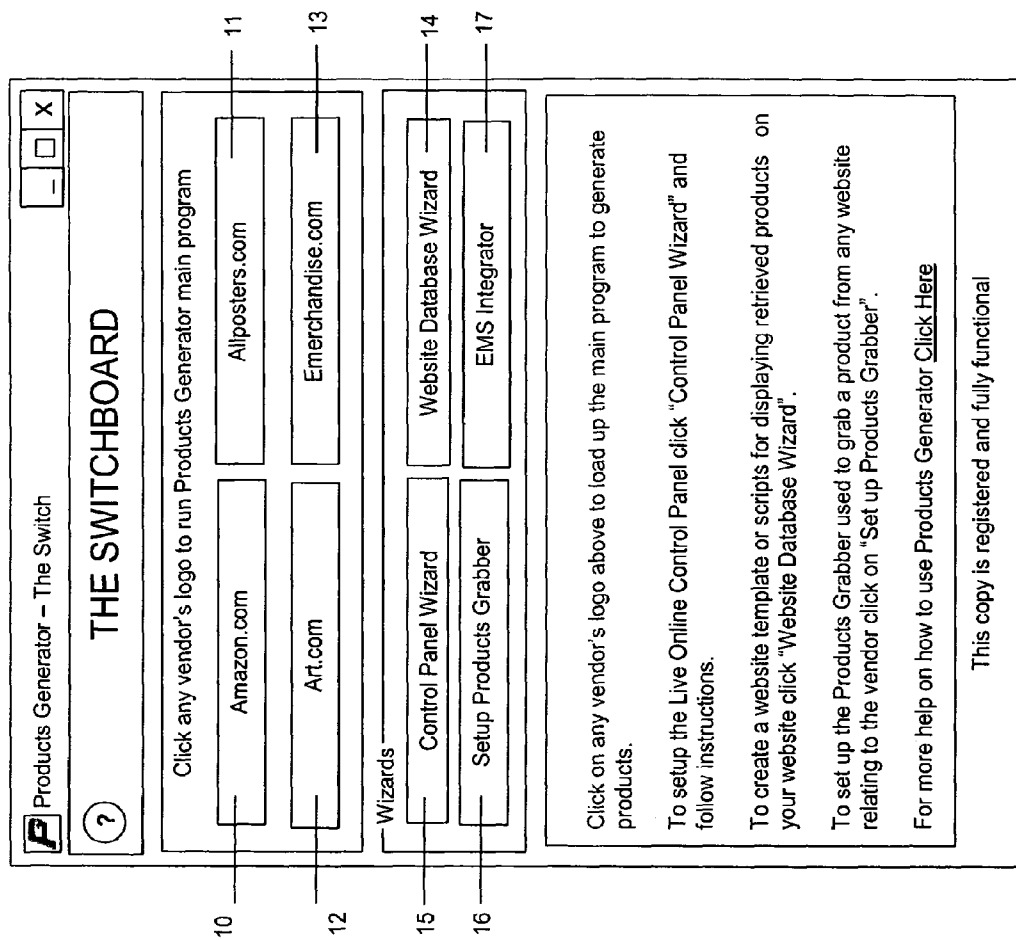 Products Generator – The Switch
_ □ X
?
THE SWITCHBOARD
Click any vendor's logo to run Products Generator main program
10
Amazon.com
Allposters.com
11
12
Art.com
Emerchandise.com
13
Wizards
15
Control Panel Wizard
Website Database Wizard
14
16
Setup Products Grabber
EMS Integrator
17
Click on any vendor's logo above to load up the main program to generate
products.
To setup the Live Online Control Panel click "Control Panel Wizard" and
follow instructions.
To create a website template or scripts for displaying retrieved products on
your website click "Website Database Wizard".
To set up the Products Grabber used to grab a product from any website
relating to the vendor click on "Set up Products Grabber".
For more help on how to use Products Generator Click Here
This copy is registered and fully functional